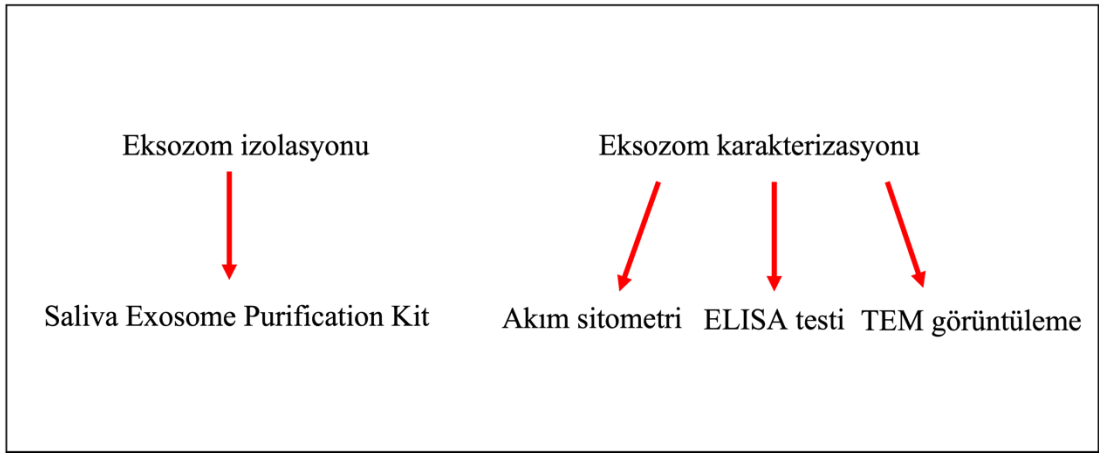 Eksozom izolasyonu
Saliva Exosome Purification Kit
Eksozom karakterizasyonu
Akım sitometri
ELISA testi
TEM görüntüleme